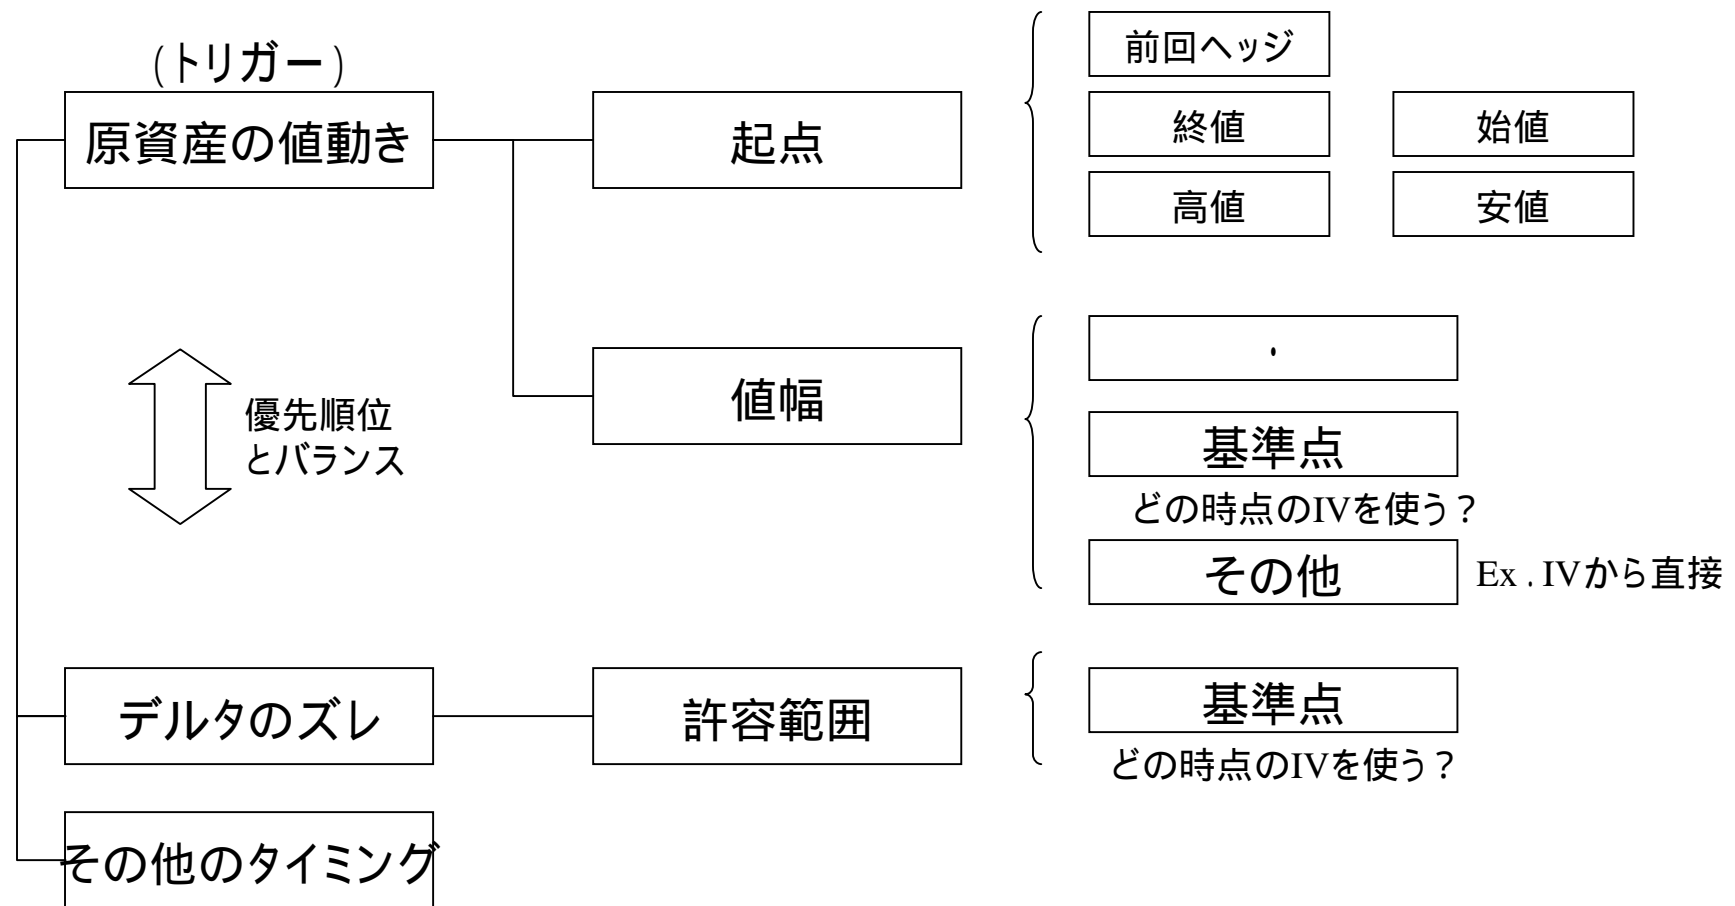 (トリガー)
原資産の値動き
起点
前回ヘッジ
終値
始値
高値
安値
優先順位
とバランス
値幅
・
基準点
どの時点のIVを使う？
その他
Ex．IVから直接
デルタのズレ
許容範囲
基準点
どの時点のIVを使う？
その他のタイミング